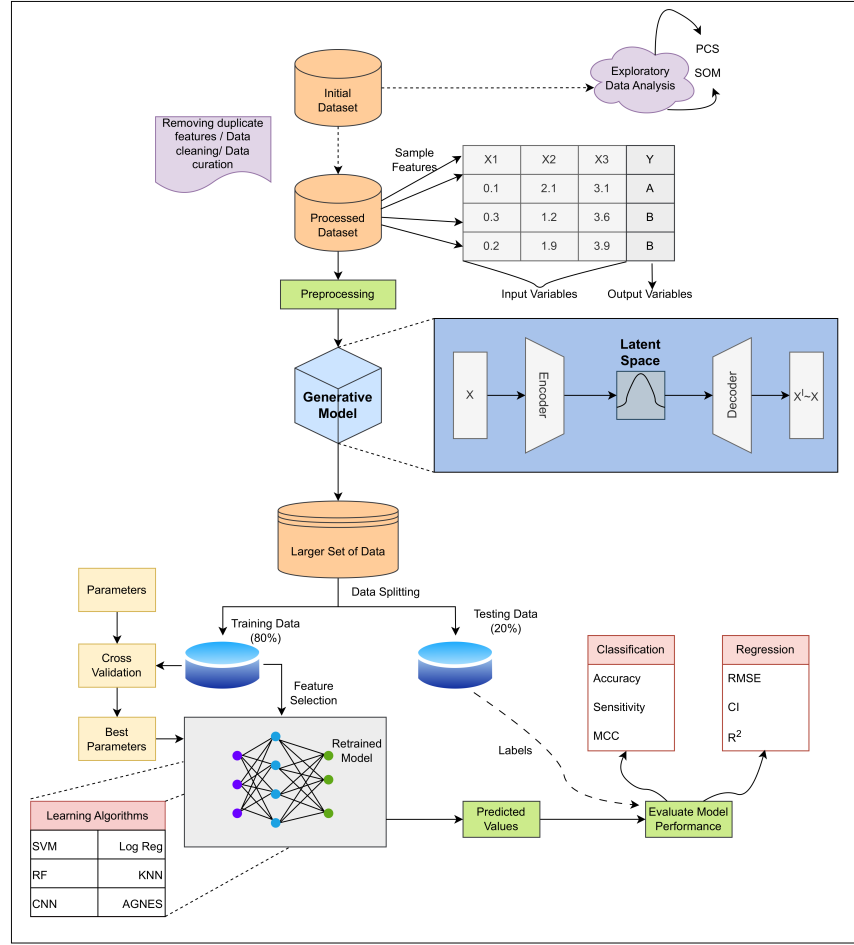 PCS
SOM
Exploratory
Data Analysis
Initial
Dataset
Removing duplicate
features / Data
cleaning/ Data
curation
Sample
Features
X1 X2 X3 Y
0.1 2.1 3.1 A
0.3 1.2 3.6 B
0.2 1.9 3.9 B
Processed
Dataset
Input Variables
Output Variables
Preprocessing
Generative
Model
Latent
Space
X
Encoder
Decoder
X^I~X
Larger Set of Data
Data Splitting
Parameters
Training Data
(80%)
Testing Data
(20%)
Cross
Validation
Feature
Selection
Best
Parameters
Retrained
Model
Classification
Accuracy
Sensitivity
MCC
Regression
RMSE
CI
R²
Labels
Learning Algorithms
SVM Log Reg
RF KNN
CNN AGNES
Predicted
Values
Evaluate Model
Performance